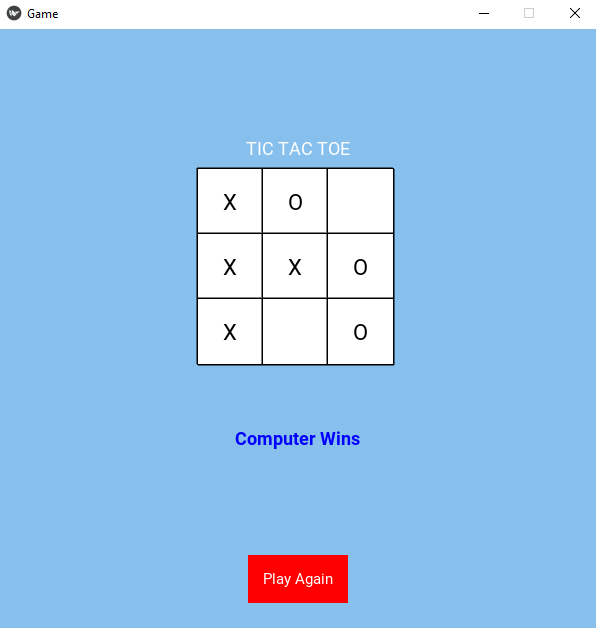 Game
TIC TAC TOE
X O
X X O
X O
Computer Wins
Play Again